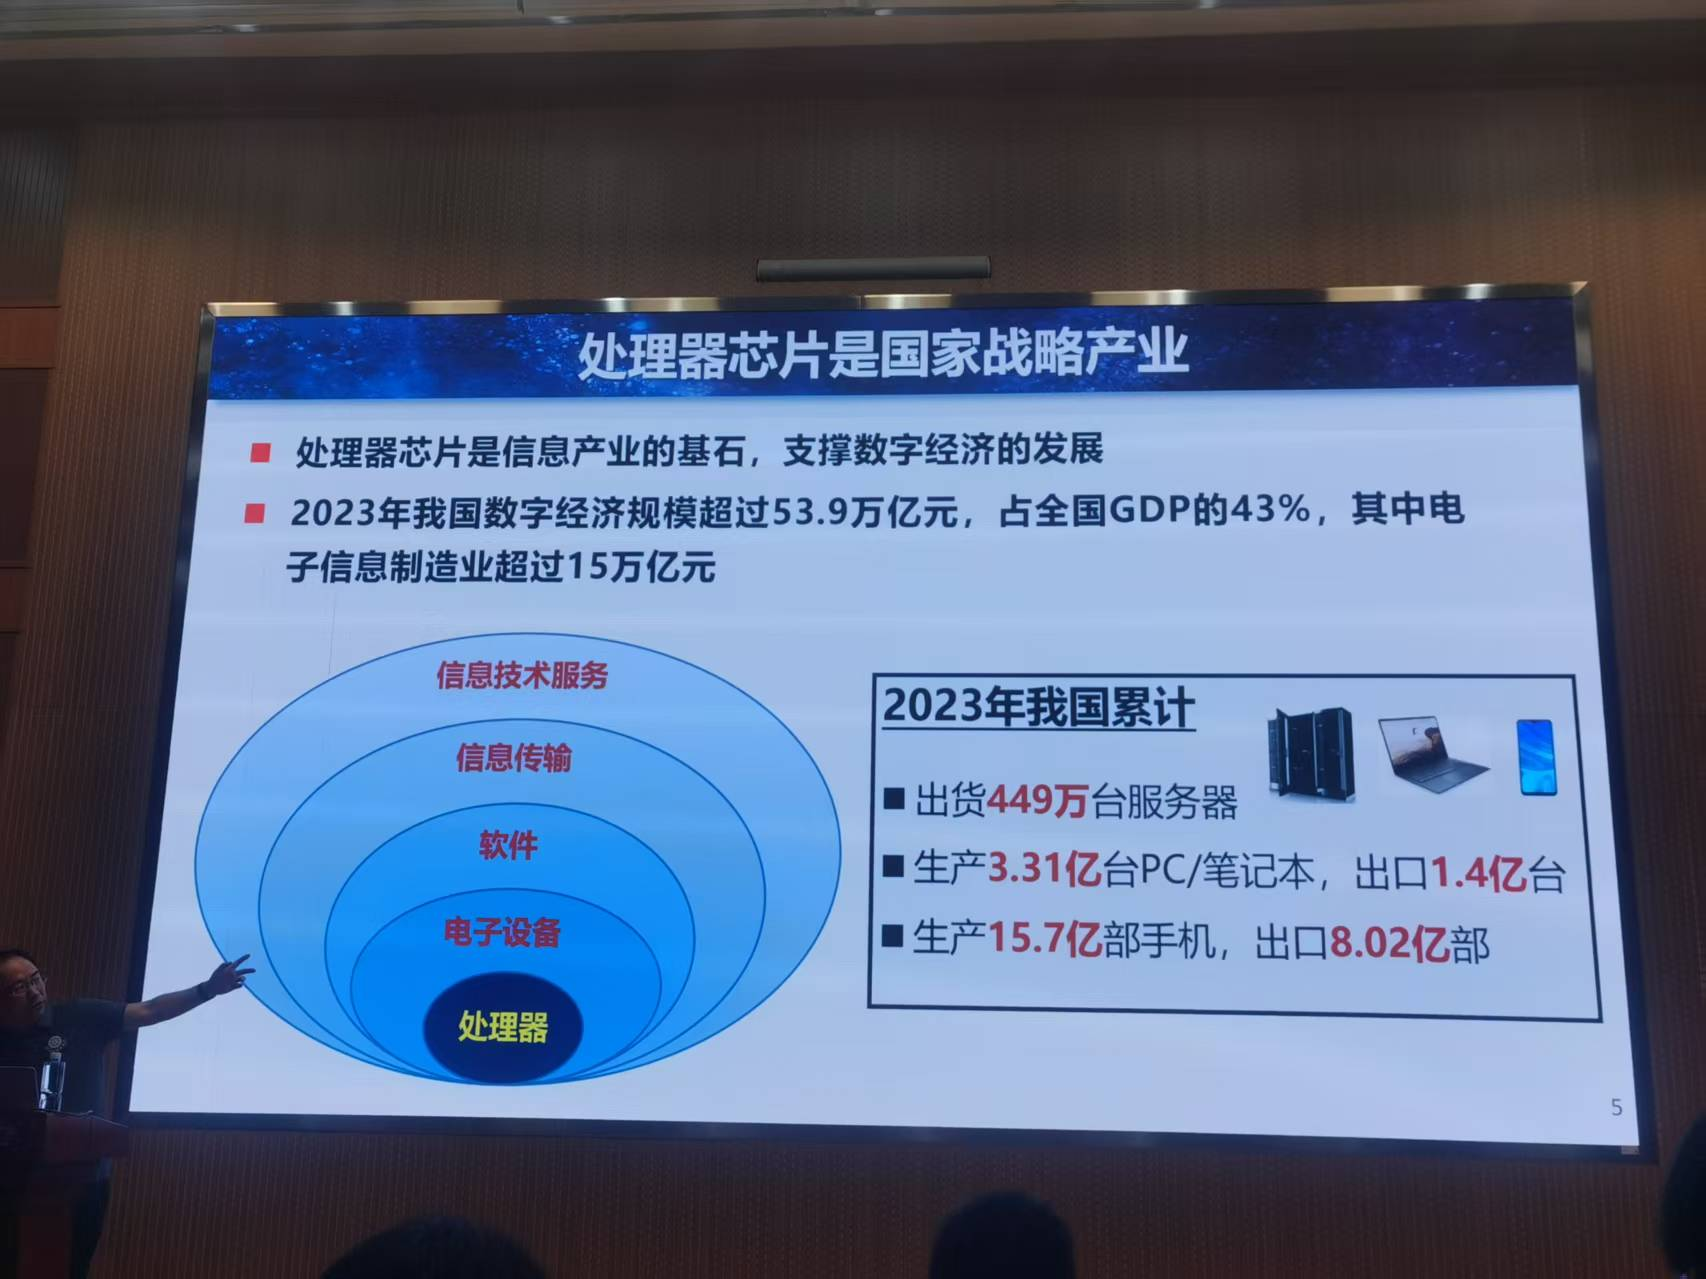 处理器芯片是国家战略产业
处理器芯片是信息产业的基石，支撑数字经济的发展
2023年我国数字经济规模超过53.9万亿元，占全国GDP的43%，其中电
子信息制造业超过15万亿元
信息技术服务
信息传输
软件
电子设备
处理器
2023年我国累计
出货449万台服务器
生产3.31亿台PC/笔记本，出口1.4亿台
生产15.7亿部手机，出口8.02亿部
5